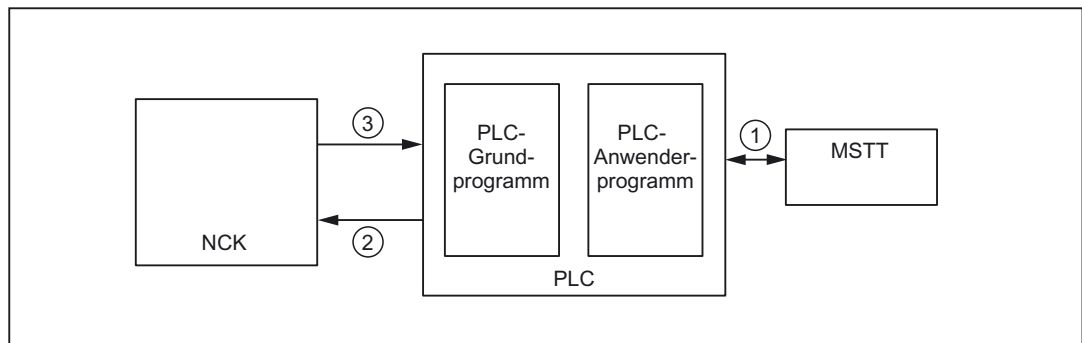 NCK
③
②
PLC-
Grund-
programm
PLC-
Anwender-
programm
PLC
①
MSTT